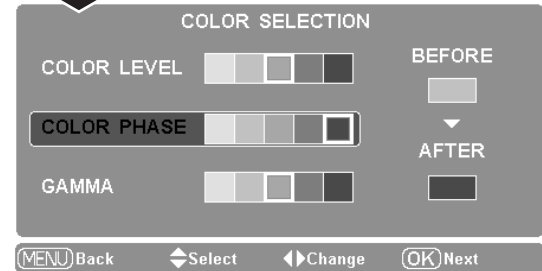 COLOR SELECTION
COLOR LEVEL
BEFORE
COLOR PHASE
AFTER
GAMMA
MENU Back Select Change OK Next